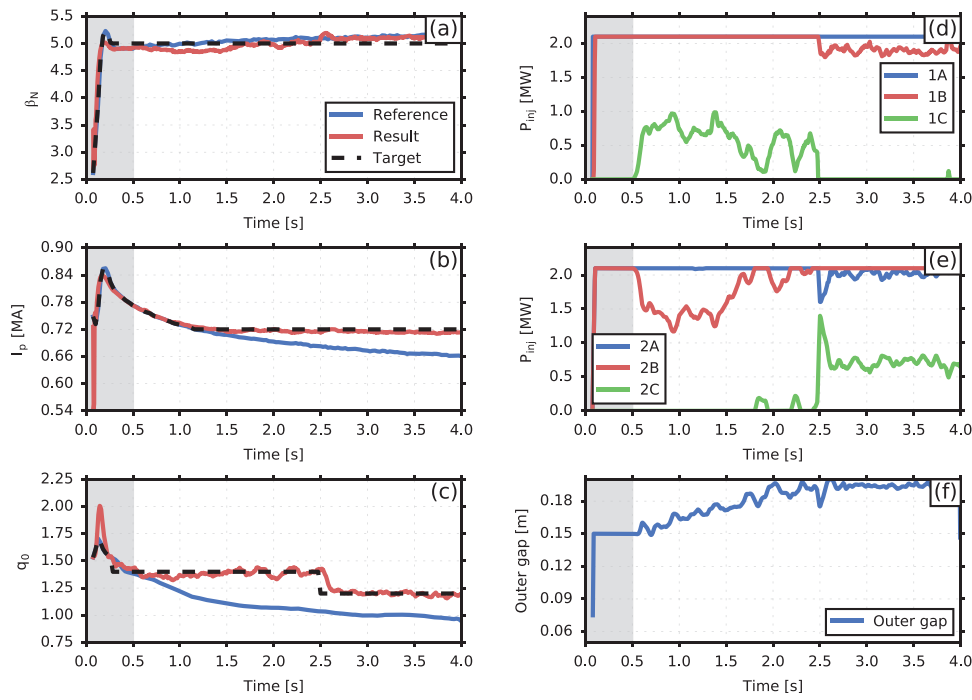 (a)
β_N
5.5
5.0
4.5
4.0
3.5
3.0
2.5
Reference
Result
Target
0.0 0.5 1.0 1.5 2.0 2.5 3.0 3.5 4.0
Time [s]
(b)
I_p [MA]
0.90
0.84
0.78
0.72
0.66
0.60
0.54
0.0 0.5 1.0 1.5 2.0 2.5 3.0 3.5 4.0
Time [s]
(c)
q_0
2.25
2.00
1.75
1.50
1.25
1.00
0.75
0.0 0.5 1.0 1.5 2.0 2.5 3.0 3.5 4.0
Time [s]
(d)
P_inj [MW]
2.0
1.5
1.0
0.5
0.0
1A
1B
1C
0.0 0.5 1.0 1.5 2.0 2.5 3.0 3.5 4.0
Time [s]
(e)
P_inj [MW]
2.0
1.5
1.0
0.5
0.0
2A
2B
2C
0.0 0.5 1.0 1.5 2.0 2.5 3.0 3.5 4.0
Time [s]
(f)
Outer gap [m]
0.18
0.15
0.12
0.09
0.06
Outer gap
0.0 0.5 1.0 1.5 2.0 2.5 3.0 3.5 4.0
Time [s]